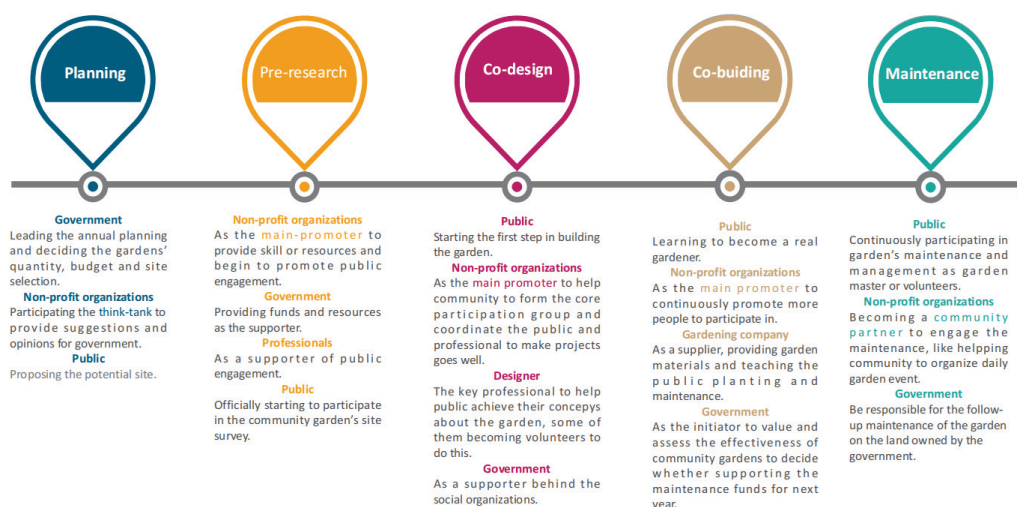 Planning
Government
Leading the annual planning
and deciding the gardens'
quantity, budget and site
selection.
Non-profit organizations
Participating the think-tank to
provide suggestions and
opinions for government.
Public
Proposing the potential site.
Pre-research
Non-profit organizations
As the main-promoter to
provide skill or resources and
begin to promote public
engagement.
Government
Providing funds and resources
as the supporter.
Professionals
As a supporter of public
engagement.
Public
Officially starting to participate
in the community garden's site
survey.
Co-design
Public
Starting the first step in building
the garden.
Non-profit organizations
As the main promoter to help
community to form the core
participation group and
coordinate the public and
professional to make projects
goes well.
Designer
The key professional to help
public achieve their concepys
about the garden, some of
them becoming volunteers to
do this.
Government
As a supporter behind the
social organizations.
Co-buiding
Public
Learning to become a real
gardener.
Non-profit organizations
As the main promoter to
continuously promote more
people to participate in.
Gardening company
As a supplier, providing garden
materials and teaching the
public planting and
maintenance.
Government
As the initiator to value and
assess the effectiveness of
community gardens to decide
whether supporting the
maintenance funds for next
year.
Maintenance
Public
Continuously participating in
garden's maintenance and
management as garden
master or volunteers.
Non-profit organizations
Becoming a community
partner to engage the
maintenance, like helpping
community to organize daily
garden event.
Government
Be responsible for the follow-
up maintenance of the garden
on the land owned by the
government.